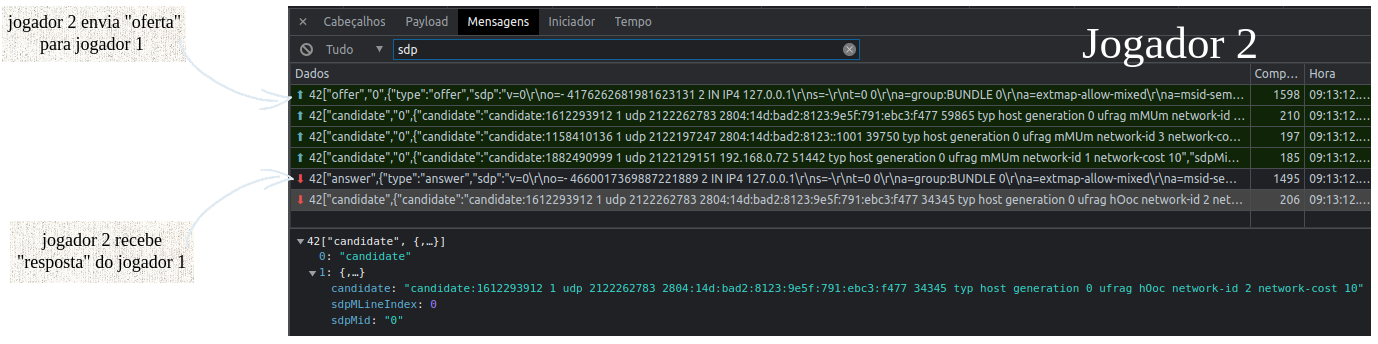 jogador 2 envia "oferta"
para jogador 1
jogador 2 recebe
"resposta" do jogador 1
× Cabeçalhos Payload Mensagens Iniciador Tempo
Tudo sdp
Jogador 2
Dados Comp… Hora
42["offer","0",{"type":"offer","sdp":"v=0\r\no=- 4176262681981623131 2 IN IP4 127.0.0.1\r\ns=-\r\nt=0 0\r\na=group:BUNDLE 0\r\na=extmap-allow-mixed\r\na=msid-sem… 1598 09:13:12.…
42["candidate","0",{"candidate":"candidate:1612293912 1 udp 2122262783 2804:14d:bad2:8123:9e5f:791:ebc3:f477 59865 typ host generation 0 ufrag mMUm network-id … 210 09:13:12.…
42["candidate","0",{"candidate":"candidate:1158410136 1 udp 2122197247 2804:14d:bad2:8123::1001 39750 typ host generation 0 ufrag mMUm network-id 3 network-co… 197 09:13:12.…
42["candidate","0",{"candidate":"candidate:1882490999 1 udp 2122129151 192.168.0.72 51442 typ host generation 0 ufrag mMUm network-id 1 network-cost 10","sdpMi… 185 09:13:12.…
42["answer",{"type":"answer","sdp":"v=0\r\no=- 4660017369887221889 2 IN IP4 127.0.0.1\r\ns=-\r\nt=0 0\r\na=group:BUNDLE 0\r\na=extmap-allow-mixed\r\na=msid-se… 1495 09:13:12.…
42["candidate",{"candidate":"candidate:1612293912 1 udp 2122262783 2804:14d:bad2:8123:9e5f:791:ebc3:f477 34345 typ host generation 0 ufrag hOoc network-id 2 net… 206 09:13:12.…
42["candidate", {,…}]
0: "candidate"
1: {,…}
candidate: "candidate:1612293912 1 udp 2122262783 2804:14d:bad2:8123:9e5f:791:ebc3:f477 34345 typ host generation 0 ufrag hOoc network-id 2 network-cost 10"
sdpMLineIndex: 0
sdpMid: "0"